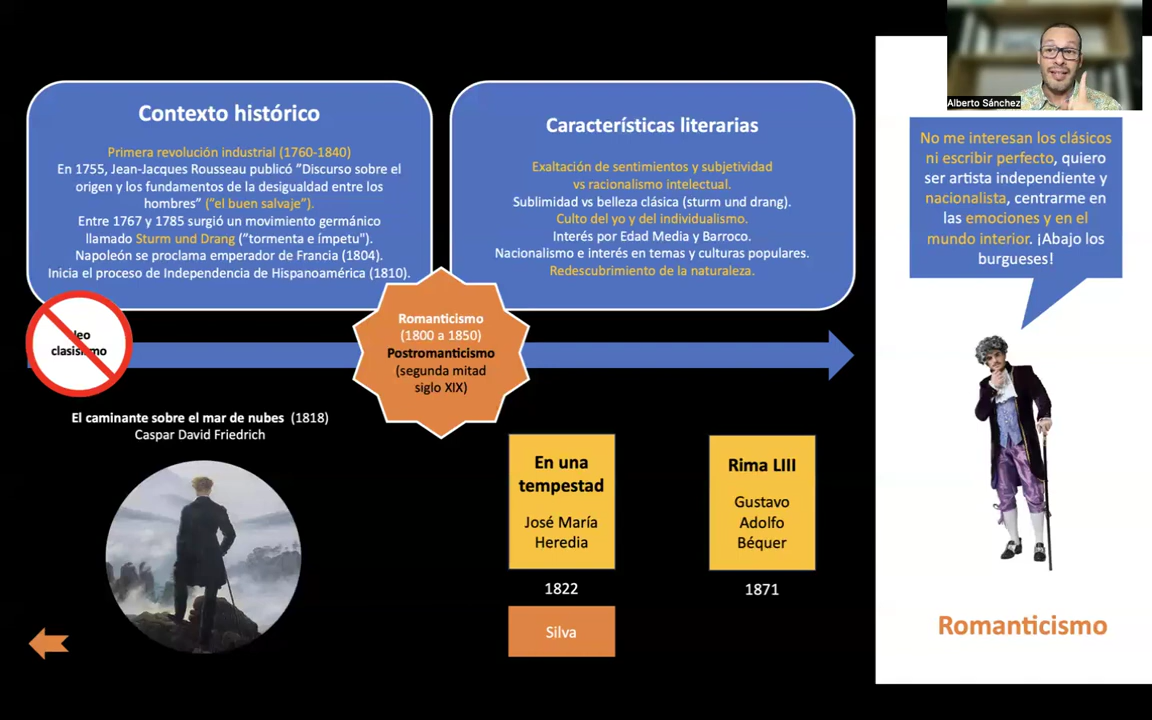 Alberto Sánchez
Contexto histórico
Primera revolución industrial (1760-1840)
En 1755, Jean-Jacques Rousseau publicó "Discurso sobre el
origen y los fundamentos de la desigualdad entre los
hombres" ("el buen salvaje").
Entre 1767 y 1785 surgió un movimiento germánico
llamado Sturm und Drang ("tormenta e ímpetu").
Napoleón se proclama emperador de Francia (1804).
Inicia el proceso de Independencia de Hispanoamérica (1810).
Características literarias
Exaltación de sentimientos y subjetividad
vs racionalismo intelectual.
Sublimidad vs belleza clásica (sturm und drang).
Culto del yo y del individualismo.
Interés por Edad Media y Barroco.
Nacionalismo e interés en temas y culturas populares.
Redescubrimiento de la naturaleza.
No me interesan los clásicos
ni escribir perfecto, quiero
ser artista independiente y
nacionalista, centrarme en
las emociones y en el
mundo interior. ¡Abajo los
burgueses!
Neo
clasismo
Romanticismo
(1800 a 1850)
Postromanticismo
(segunda mitad
siglo XIX)
El caminante sobre el mar de nubes (1818)
Caspar David Friedrich
En una
tempestad
José María
Heredia
1822
Silva
Rima LIII
Gustavo
Adolfo
Béquer
1871
Romanticismo